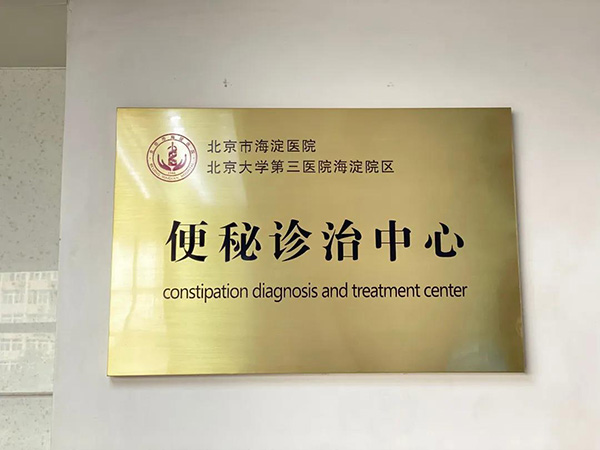 北京市海淀医院
北京大学第三医院海淀院区
便秘诊治中心
constipation diagnosis and treatment center